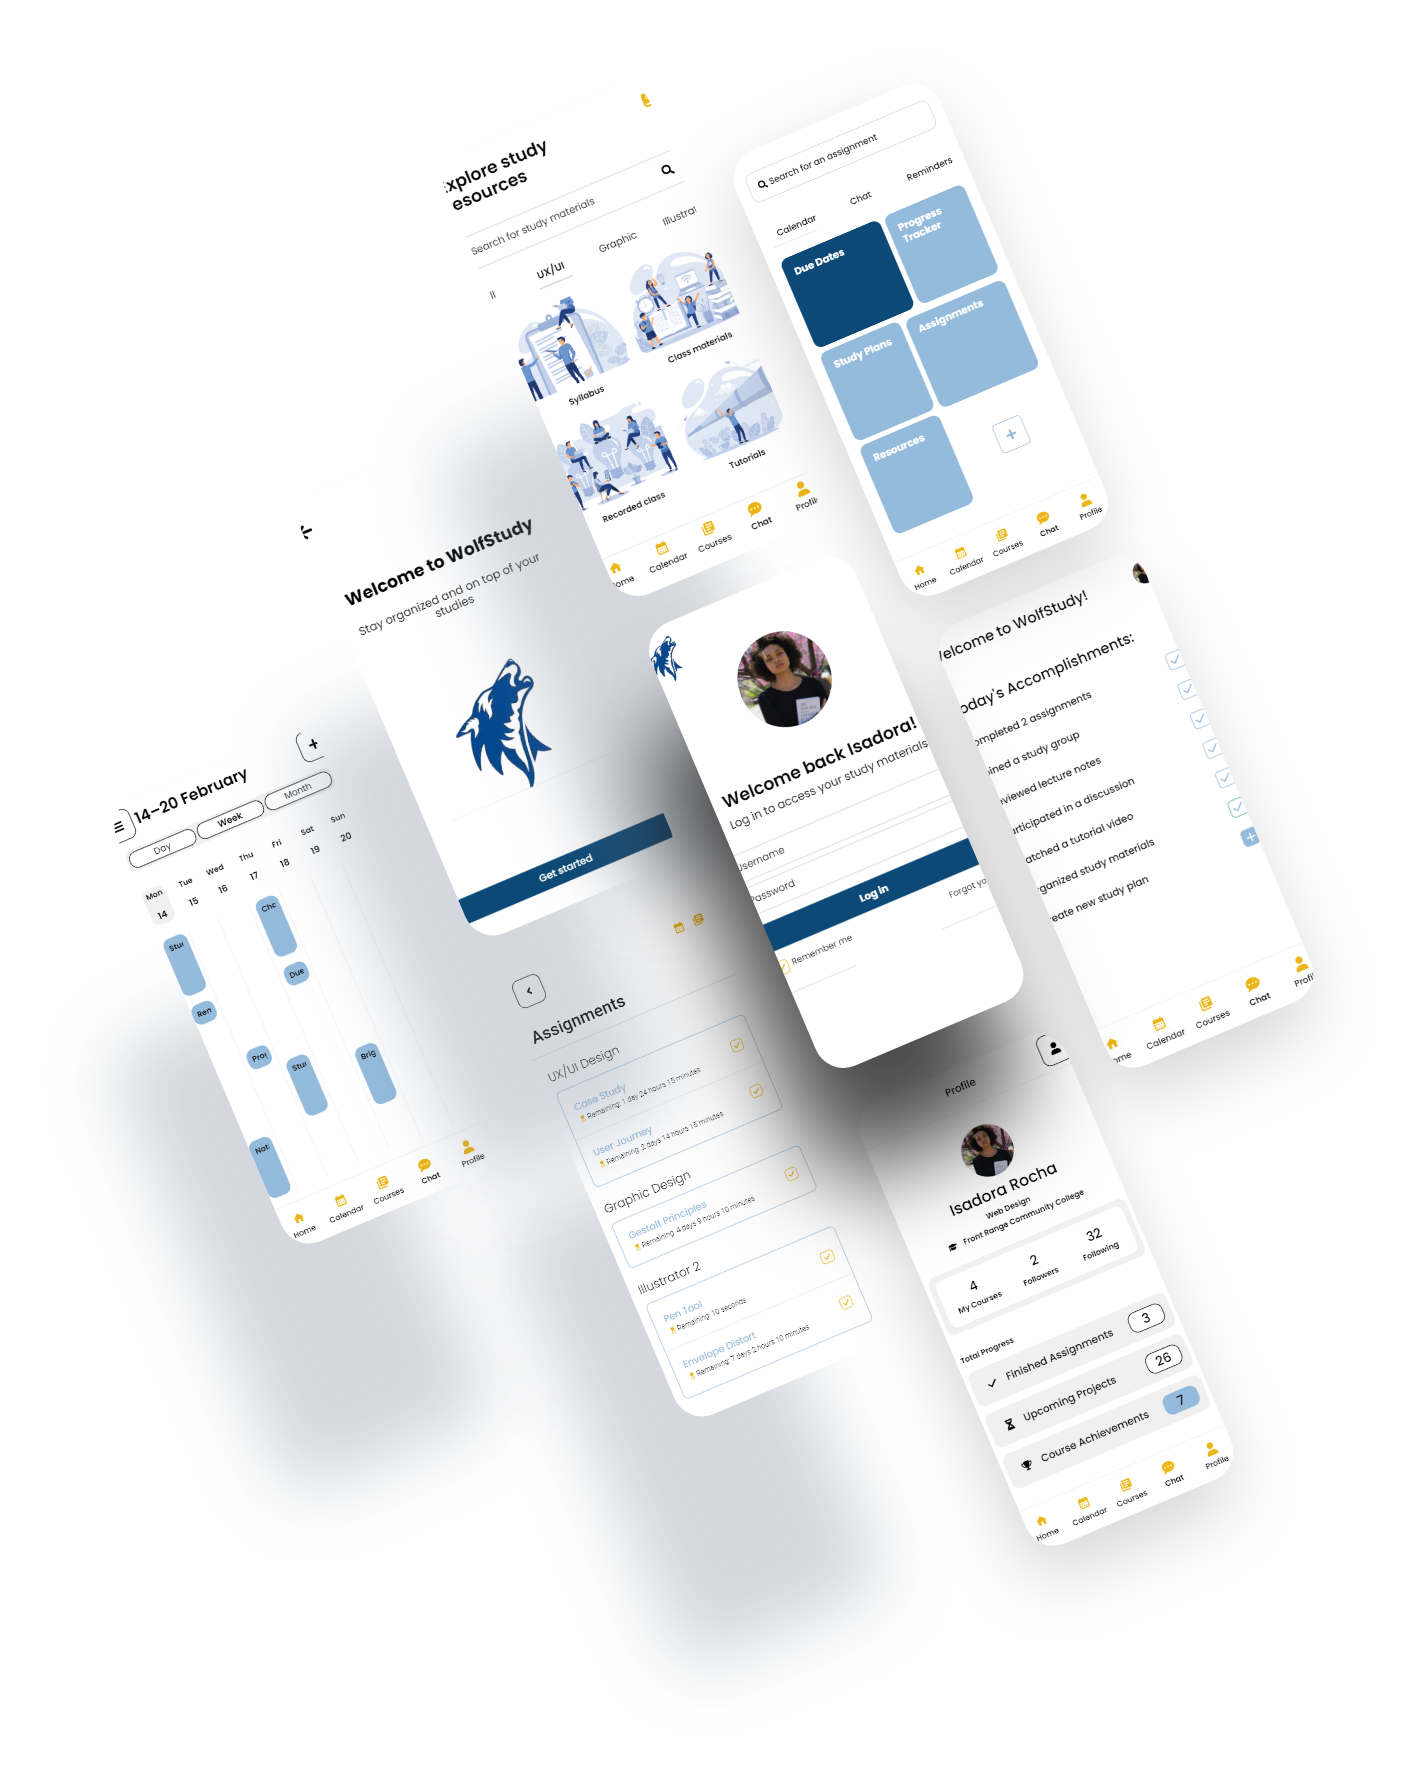 xplore study
esources
Search for study materials
ll
UX/UI
Graphic
Illustrat
Syllabus
Class materials
Recorded class
Tutorials
ome
Calendar
Courses
Chat
Profil
Search for an assignment
Calendar
Chat
Reminders
Due Dates
Progress
Tracker
Study Plans
Assignments
Resources
Home
Calendar
Courses
Chat
Profile
Welcome to WolfStudy
Stay organized and on top of your
studies
Get started
Welcome back Isadora!
Log in to access your study materials
sername
Password
Log in
Forgot yo
Remember me
elcome to WolfStudy!
oday's Accomplishments:
ompleted 2 assignments
ined a study group
viewed lecture notes
articipated in a discussion
atched a tutorial video
ganized study materials
eate new study plan
ome
Calendar
Courses
Chat
Profi
14–20 February
Day
Week
Month
Mon
Tue
Wed
Thu
Fri
Sat
Sun
14
15
16
17
18
19
20
Stu
Cho
Ren
Due
Pro
Stu
Brig
Not
Home
Calendar
Courses
Chat
Profile
Assignments
UX/UI Design
Case Study
Remaining: 1 day 24 hours 15 minutes
User Journey
Remaining: 2 days 14 hours 15 minutes
Graphic Design
Gestalt Principles
Remaining: 4 days 9 hours 10 minutes
Illustrator 2
Pen Tool
Remaining: 10 seconds
Envelope Distort
Remaining: 7 days 2 hours 10 minutes
Profile
Isadora Rocha
Web Design
Front Range Community College
4
My Courses
2
Followers
32
Following
Total Progress
Finished Assignments
3
Upcoming Projects
26
Course Achievements
7
Home
Calendar
Courses
Chat
Profile